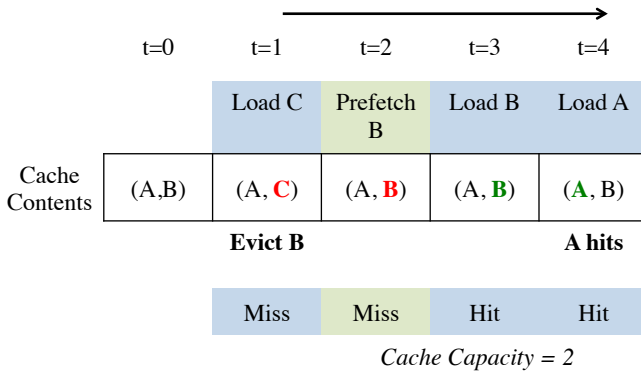 t=0 t=1 t=2 t=3 t=4
Load C Prefetch B Load B Load A
Cache Contents (A,B) (A, C) (A, B) (A, B) (A, B)
Evict B A hits
Miss Miss Hit Hit
Cache Capacity = 2